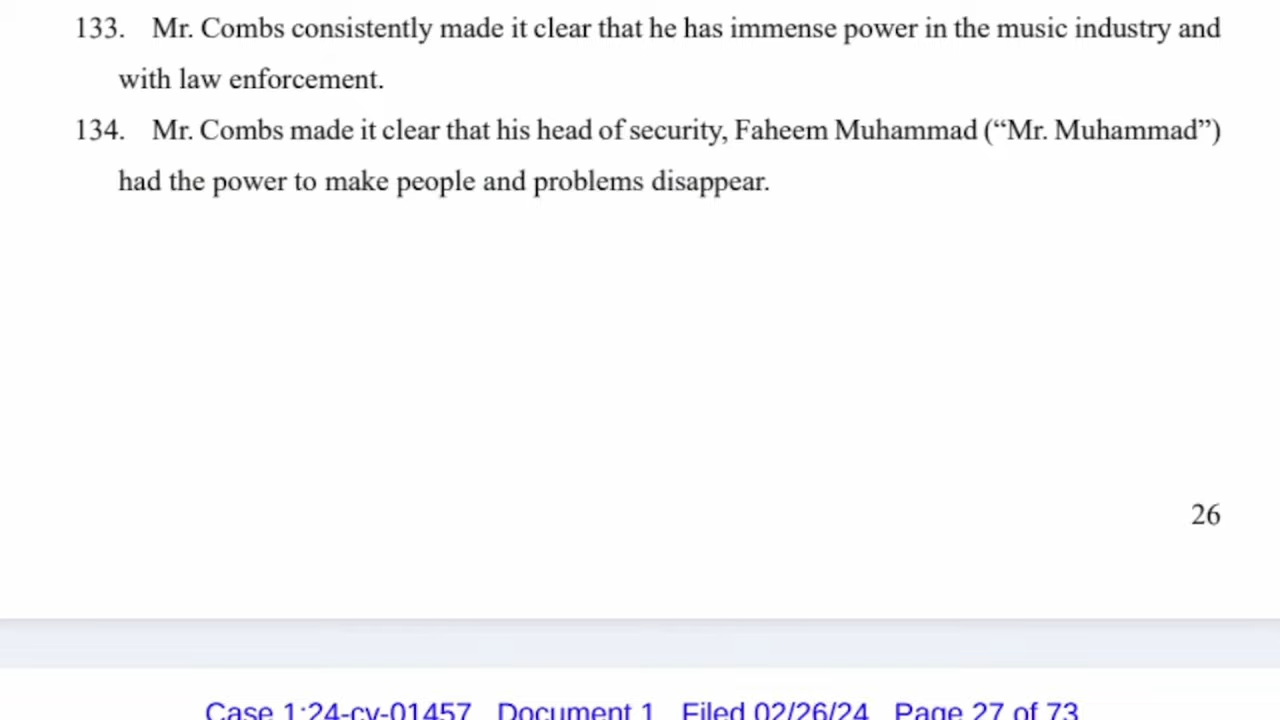 133. Mr. Combs consistently made it clear that he has immense power in the music industry and
with law enforcement.
134. Mr. Combs made it clear that his head of security, Faheem Muhammad (“Mr. Muhammad”)
had the power to make people and problems disappear.
26
Case 1:24-cv-01457 Document 1 Filed 02/26/24 Page 27 of 73